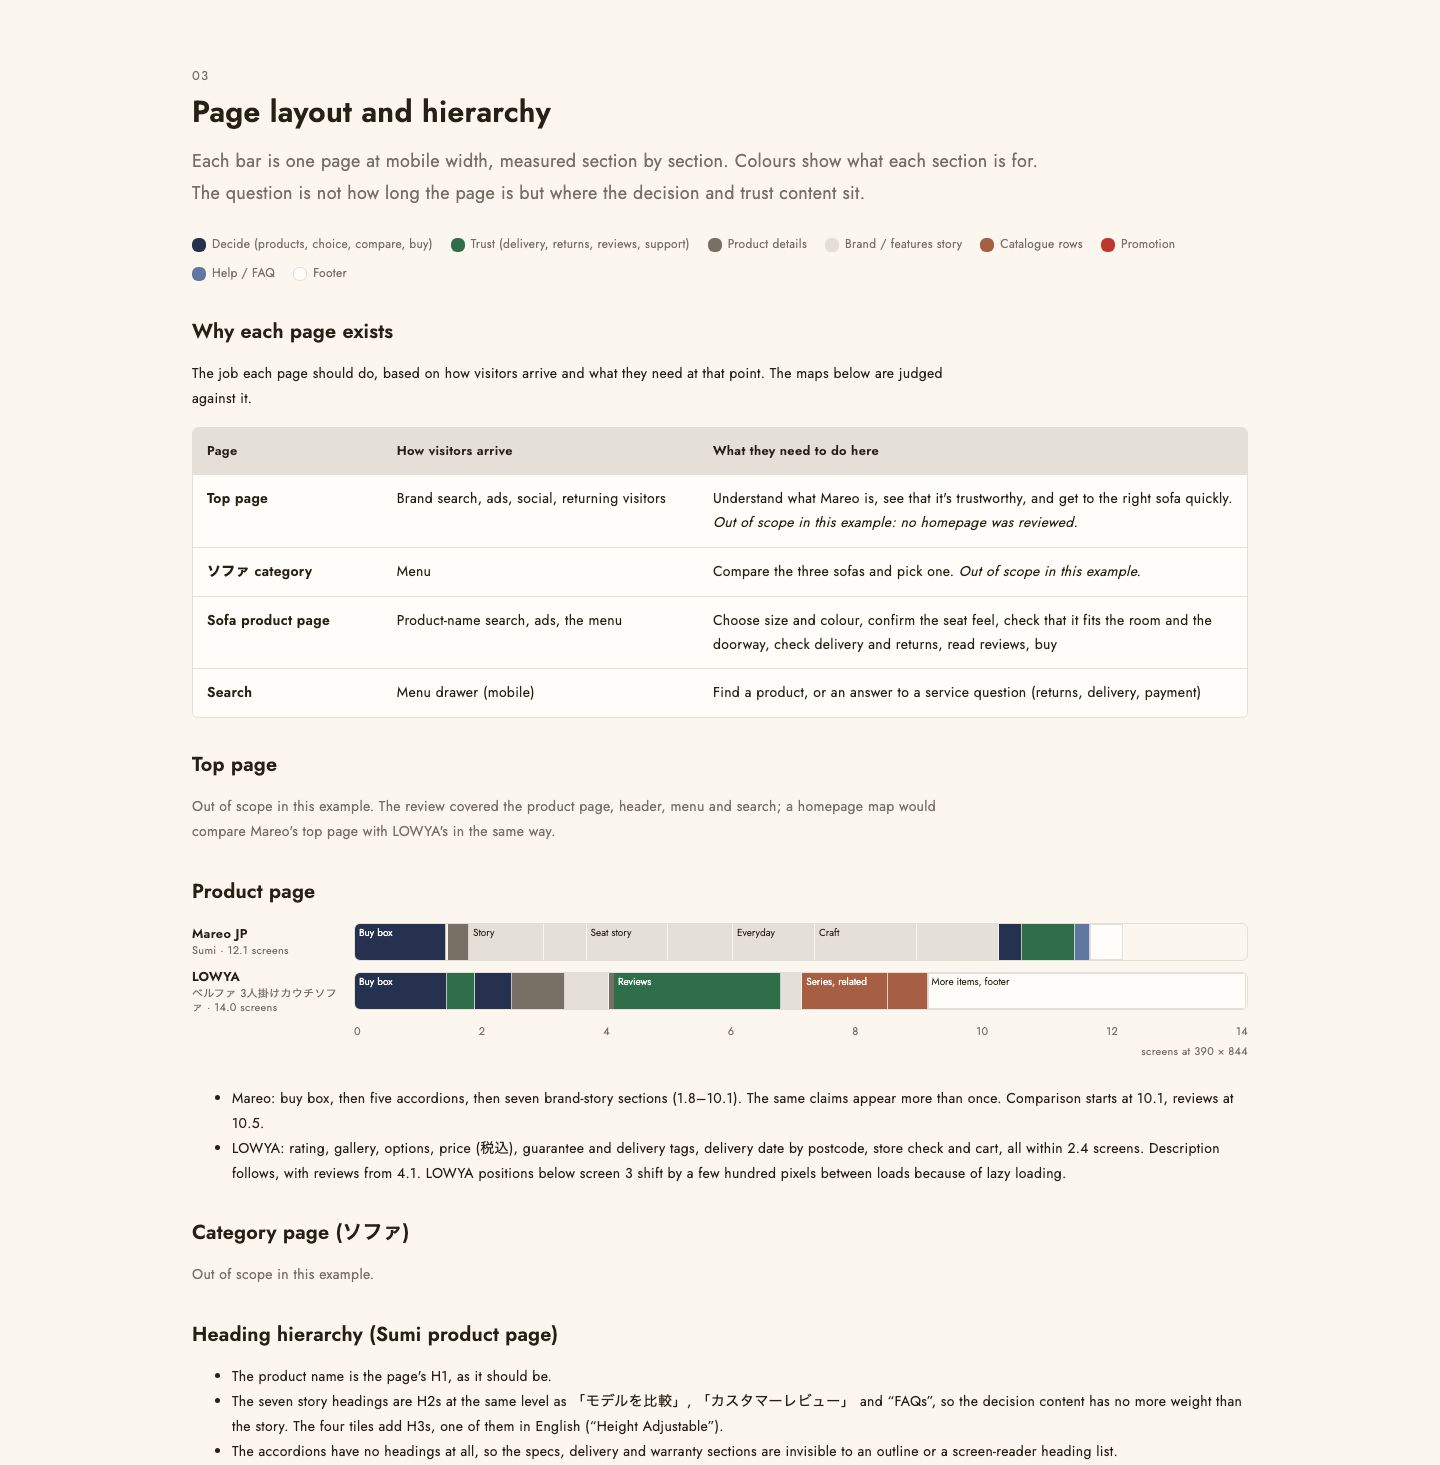 03
Page layout and hierarchy
Each bar is one page at mobile width, measured section by section. Colours show what each section is for.
The question is not how long the page is but where the decision and trust content sit.
Decide (products, choice, compare, buy)
Trust (delivery, returns, reviews, support)
Product details
Brand / features story
Catalogue rows
Promotion
Help / FAQ
Footer
Why each page exists
The job each page should do, based on how visitors arrive and what they need at that point. The maps below are judged
against it.
Page
How visitors arrive
What they need to do here
Top page
Brand search, ads, social, returning visitors
Understand what Mareo is, see that it's trustworthy, and get to the right sofa quickly.
Out of scope in this example: no homepage was reviewed.
ソファ category
Menu
Compare the three sofas and pick one. Out of scope in this example.
Sofa product page
Product-name search, ads, the menu
Choose size and colour, confirm the seat feel, check that it fits the room and the
doorway, check delivery and returns, read reviews, buy
Search
Menu drawer (mobile)
Find a product, or an answer to a service question (returns, delivery, payment)
Top page
Out of scope in this example. The review covered the product page, header, menu and search; a homepage map would
compare Mareo's top page with LOWYA's in the same way.
Product page
Mareo JP
Sumi · 12.1 screens
Buy box
Story
Seat story
Everyday
Craft
LOWYA
ベルファ 3人掛けカウチソフ
ァ · 14.0 screens
Buy box
Reviews
Series, related
More items, footer
0
2
4
6
8
10
12
14
screens at 390 × 844
• Mareo: buy box, then five accordions, then seven brand-story sections (1.8–10.1). The same claims appear more than once. Comparison starts at 10.1, reviews at
10.5.
• LOWYA: rating, gallery, options, price (税込), guarantee and delivery tags, delivery date by postcode, store check and cart, all within 2.4 screens. Description
follows, with reviews from 4.1. LOWYA positions below screen 3 shift by a few hundred pixels between loads because of lazy loading.
Category page (ソファ)
Out of scope in this example.
Heading hierarchy (Sumi product page)
• The product name is the page's H1, as it should be.
• The seven story headings are H2s at the same level as 「モデルを比較」, 「カスタマーレビュー」 and “FAQs”, so the decision content has no more weight than
the story. The four tiles add H3s, one of them in English (“Height Adjustable”).
• The accordions have no headings at all, so the specs, delivery and warranty sections are invisible to an outline or a screen-reader heading list.